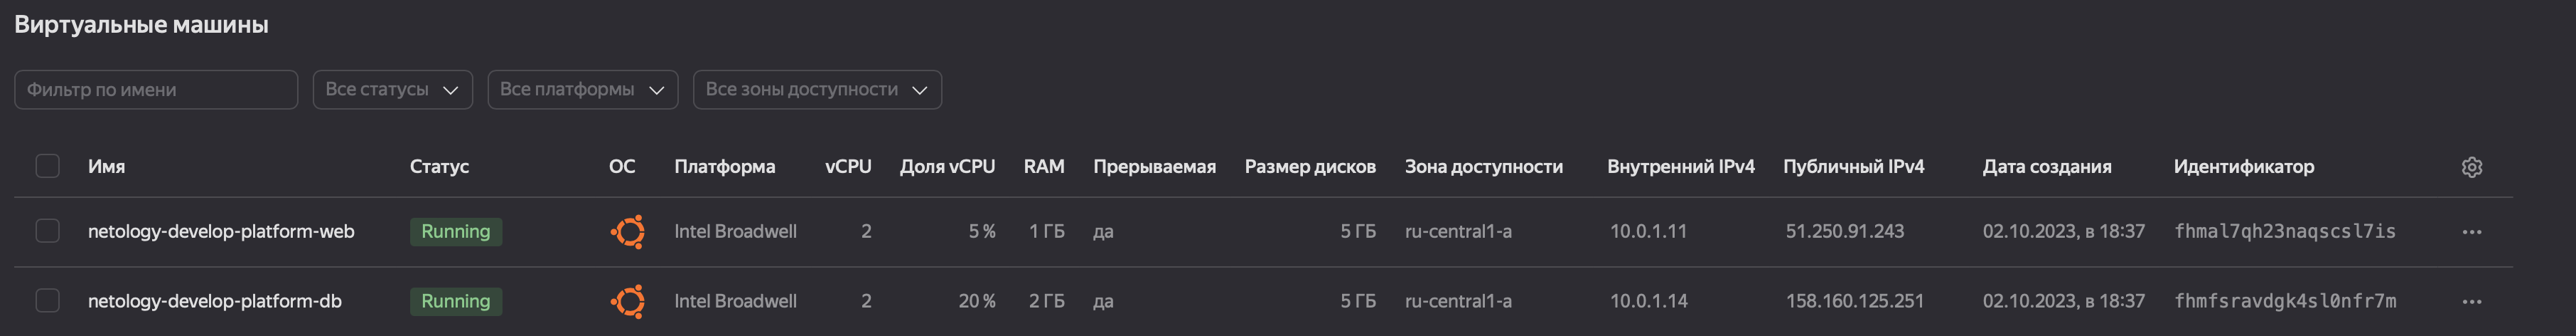 Виртуальные машины
Фильтр по имени Все статусы Все платформы Все зоны доступности
Имя Статус ОС Платформа vCPU Доля vCPU RAM Прерываемая Размер дисков Зона доступности Внутренний IPv4 Публичный IPv4 Дата создания Идентификатор
netology-develop-platform-web Running Intel Broadwell 2 5 % 1 ГБ да 5 ГБ ru-central1-a 10.0.1.11 51.250.91.243 02.10.2023, в 18:37 fhmal7qh23naqscsl7is
netology-develop-platform-db Running Intel Broadwell 2 20 % 2 ГБ да 5 ГБ ru-central1-a 10.0.1.14 158.160.125.251 02.10.2023, в 18:37 fhmfsravdgk4sl0nfr7m